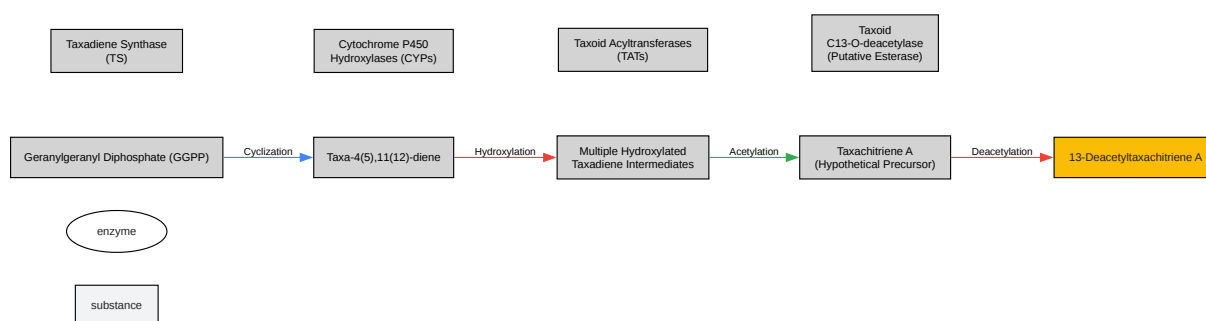 Taxadiene Synthase
(TS)
Cytochrome P450
Hydroxylases (CYPs)
Taxoid Acyltransferases
(TATs)
Taxoid
C13-O-deacetylase
(Putative Esterase)
Geranylgeranyl Diphosphate (GGPP)
Cyclization
Taxa-4(5),11(12)-diene
Hydroxylation
Multiple Hydroxylated
Taxadiene Intermediates
Acetylation
Taxachitriene A
(Hypothetical Precursor)
Deacetylation
13-Deacetyltaxachitriene A
enzyme
substance